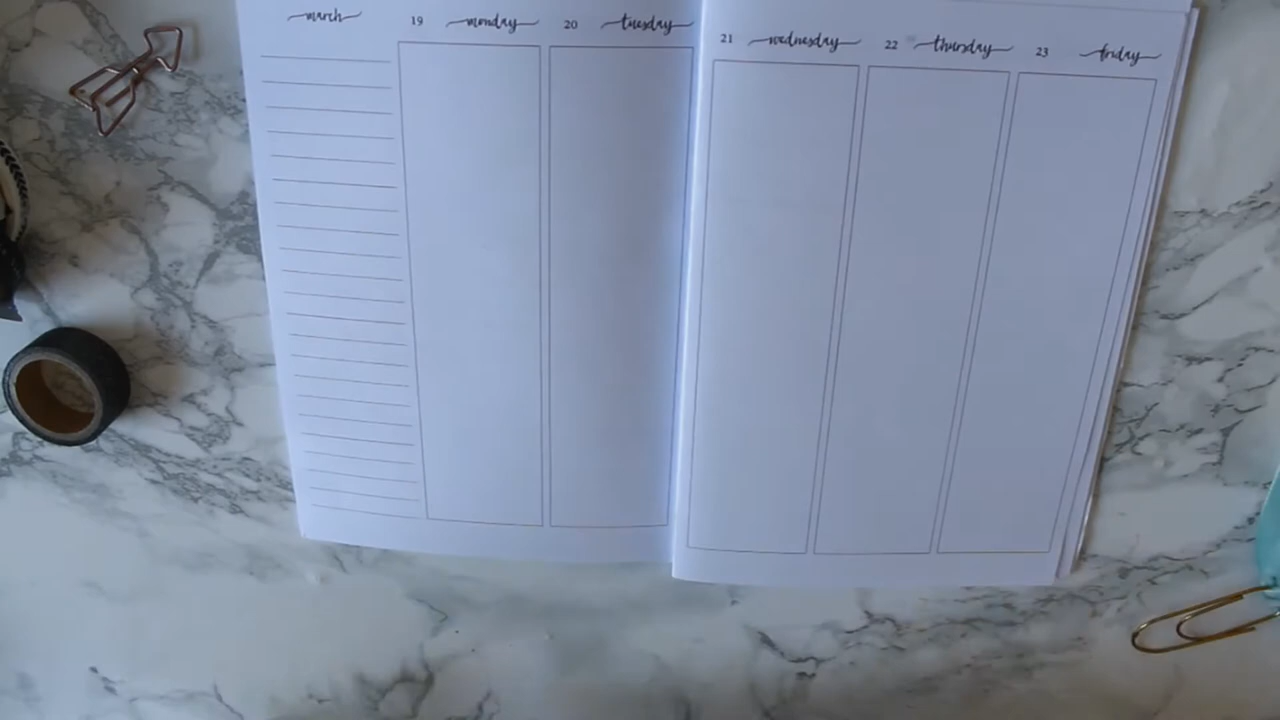 march
19 monday
20 tuesday
21 wednesday
22 thursday
23 friday